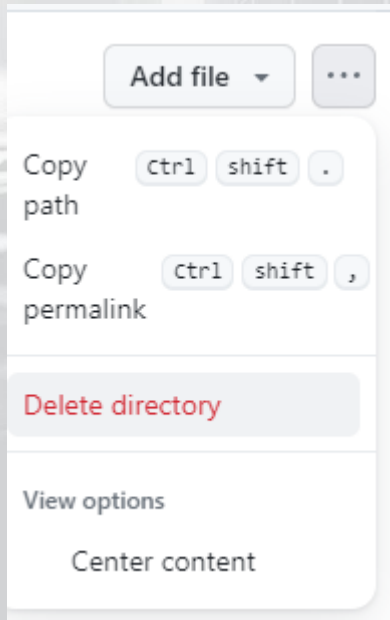 Add file ...
Copy path Ctrl shift .
Copy permalink Ctrl shift ,
Delete directory
View options
Center content